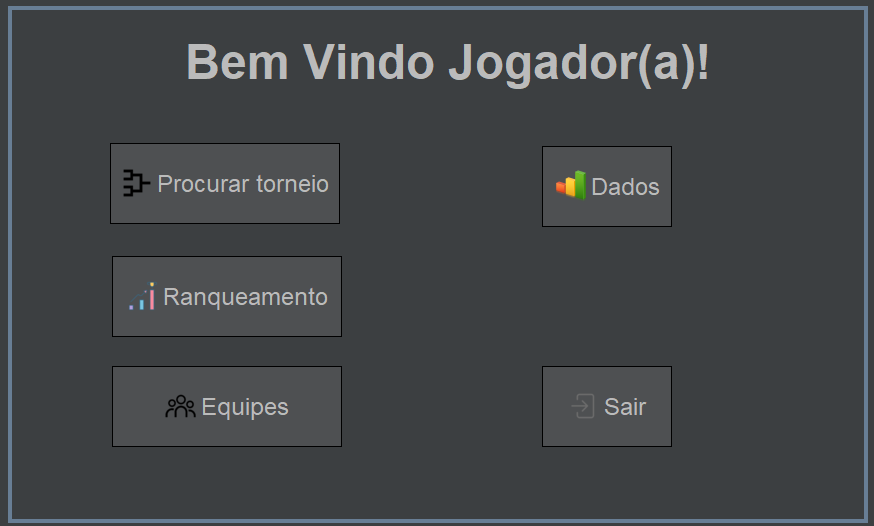 Bem Vindo Jogador(a)!
Procurar torneio
Dados
Ranqueamento
Equipes
Sair